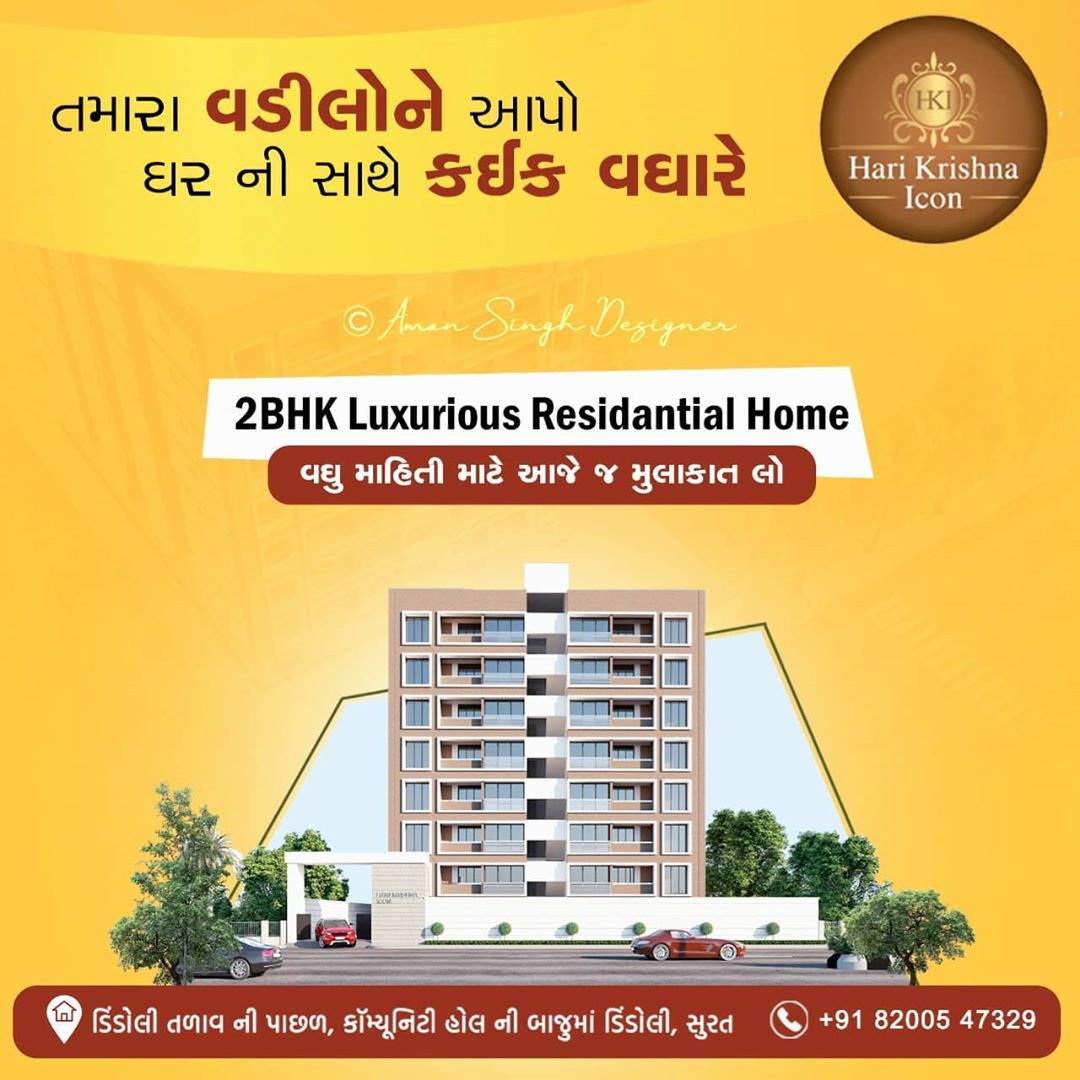 તમારા વડીલોને આપો
ઘર ની સાથે કઈક વધારે
HKI
Hari Krishna
Icon
© Aman Singh Designer
2BHK Luxurious Residantial Home
વધુ માહિતી માટે આજે જ મુલાકાત લો
ડિંડોલી તળાવ ની પાછળ, કૉમ્યૂનિટી હોલ ની બાજુમાં ડિંડોલી, સુરત
+91 82005 47329